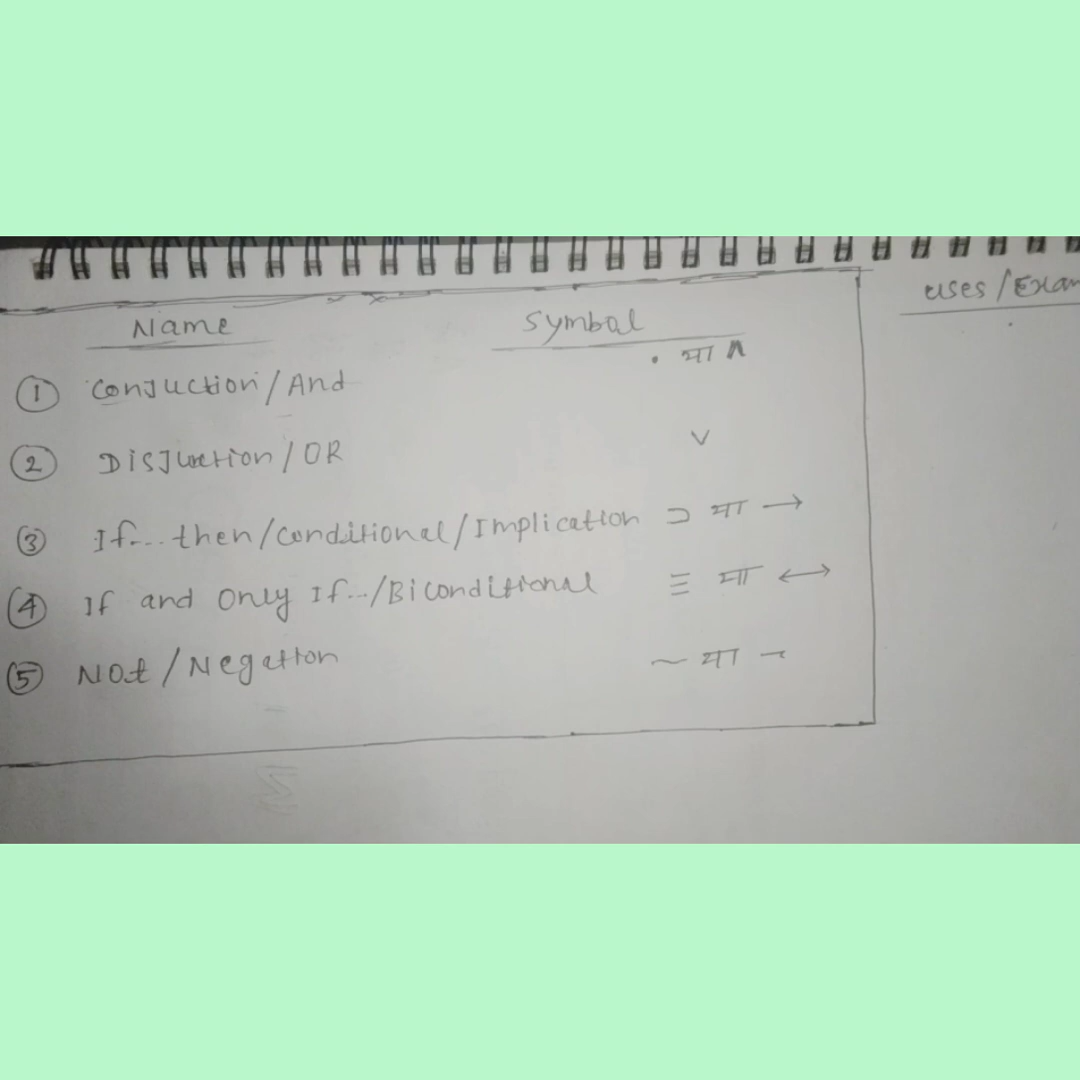 Name Symbol uses/Exam
① Conjuction/And • या ∧
② DisJunction/OR ∨
③ If...then/Conditional/Implication ⊃ या →
④ If and Only If../Biconditional ≡ या ↔
⑤ Not/Negation ~ या ¬